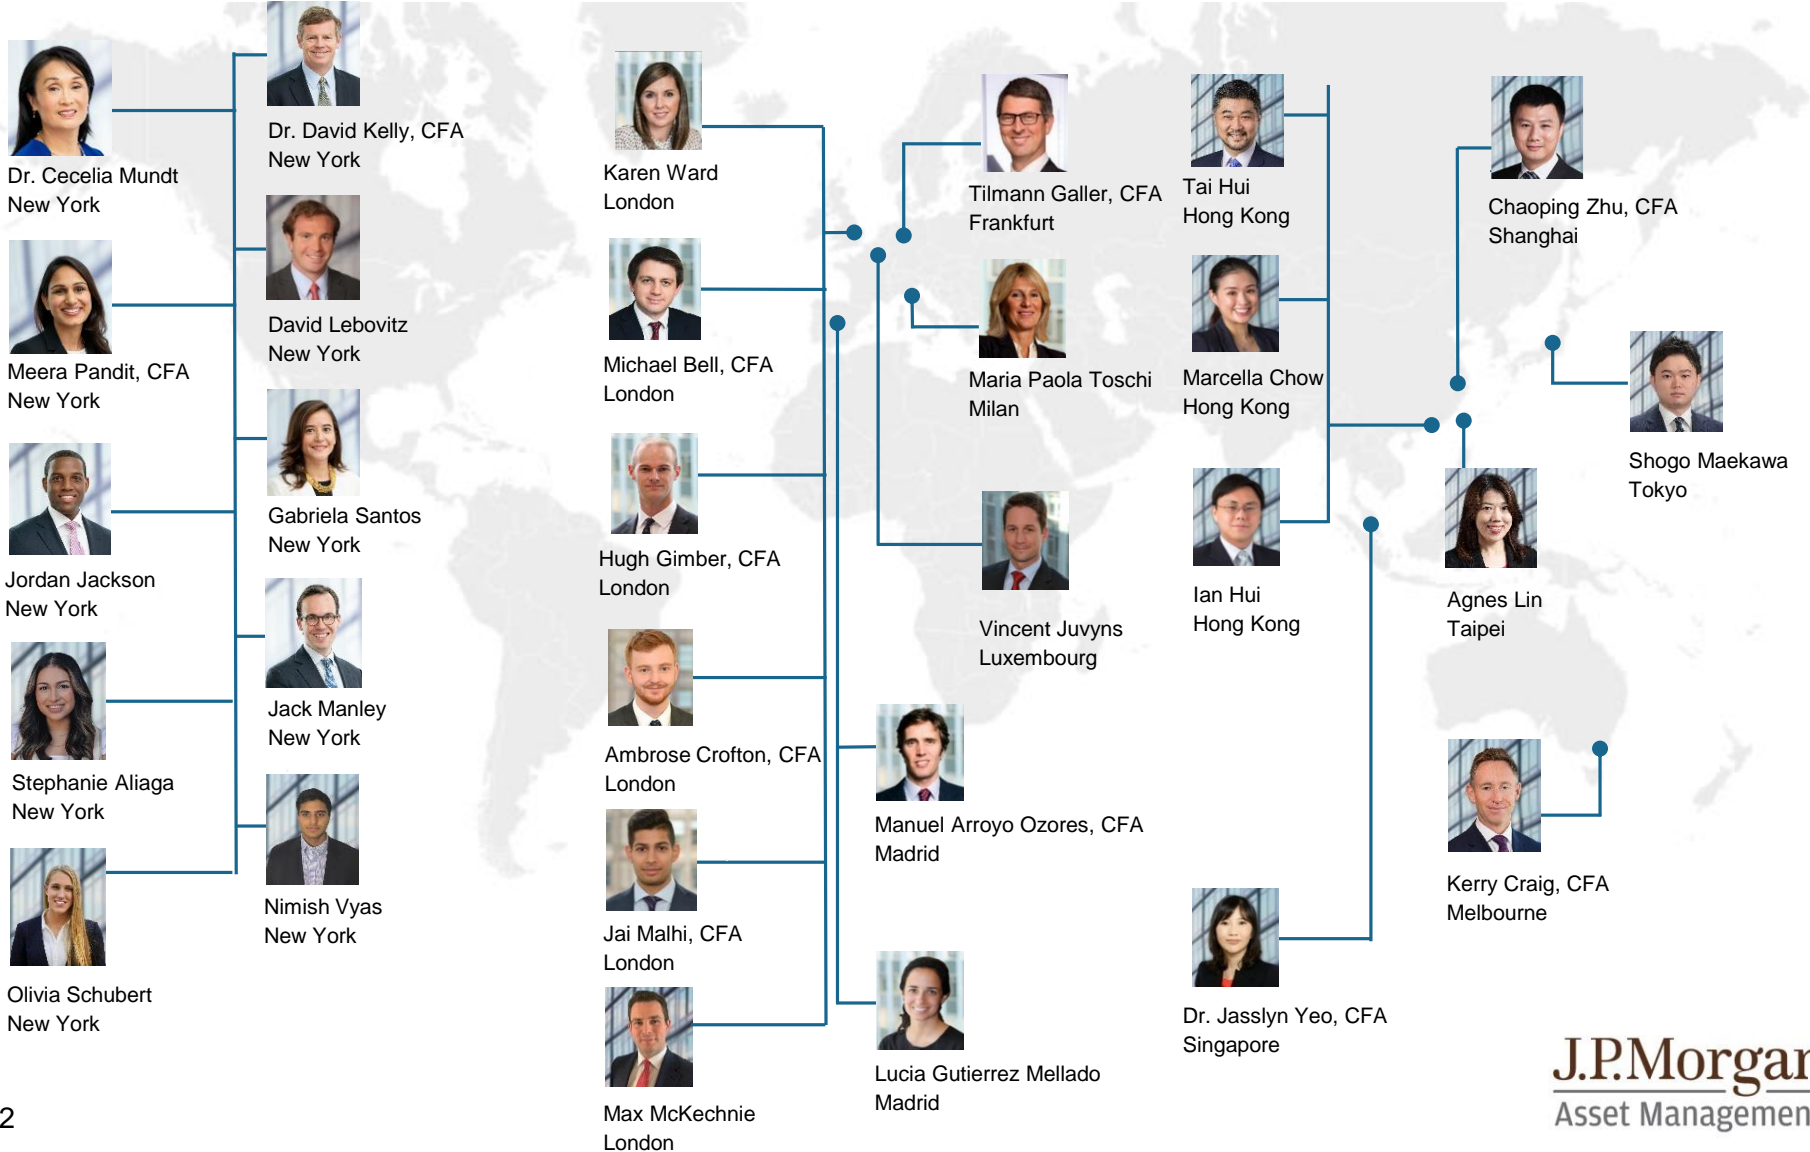 Dr. Cecelia Mundt
New York
Meera Pandit, CFA
New York
Jordan Jackson
New York
Stephanie Aliaga
New York
Olivia Schubert
New York
Dr. David Kelly, CFA
New York
David Lebovitz
New York
Gabriela Santos
New York
Jack Manley
New York
Nimish Vyas
New York
Karen Ward
London
Michael Bell, CFA
London
Hugh Gimber, CFA
London
Ambrose Crofton, CFA
London
Jai Malhi, CFA
London
Max McKechnie
London
Tilmann Galler, CFA
Frankfurt
Maria Paola Toschi
Milan
Vincent Juvyns
Luxembourg
Manuel Arroyo Ozores, CFA
Madrid
Lucia Gutierrez Mellado
Madrid
Tai Hui
Hong Kong
Marcella Chow
Hong Kong
Ian Hui
Hong Kong
Dr. Jasslyn Yeo, CFA
Singapore
Chaoping Zhu, CFA
Shanghai
Agnes Lin
Taipei
Kerry Craig, CFA
Melbourne
Shogo Maekawa
Tokyo
J.P.Morgan
Asset Managemen
2